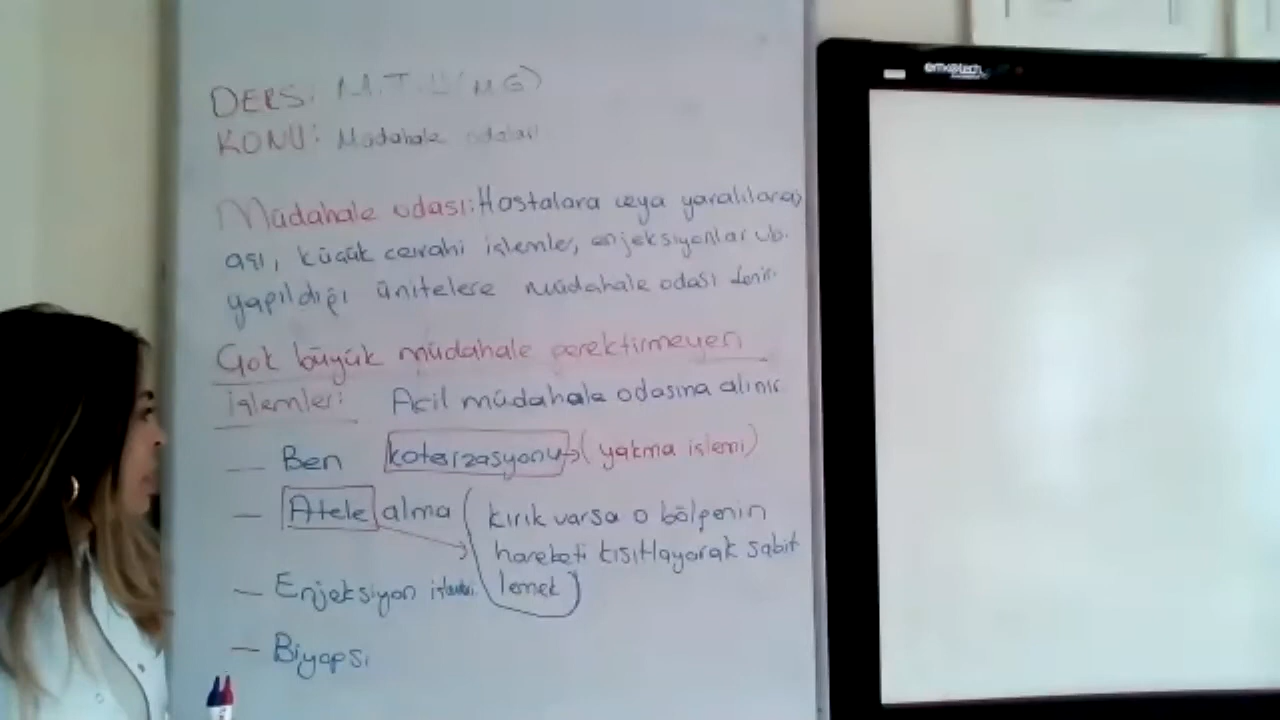 DERS: M.T.
KONU: Müdahale odaları
Müdahale odası: Hastalara veya yaralılara
aşı, küçük cerrahi işlemler, enjeksiyonlar vb.
yapıldığı ünitelere müdahale odası denir.
Çok büyük müdahale gerektirmeyen
işlemler: Acil müdahale odasına alınır
— Ben koterizasyonu → (yakma işlemi)
— Atele alma (kırık varsa o bölgenin
hareketi kısıtlayarak sabit
— Enjeksiyon lemek)
— Biyopsi